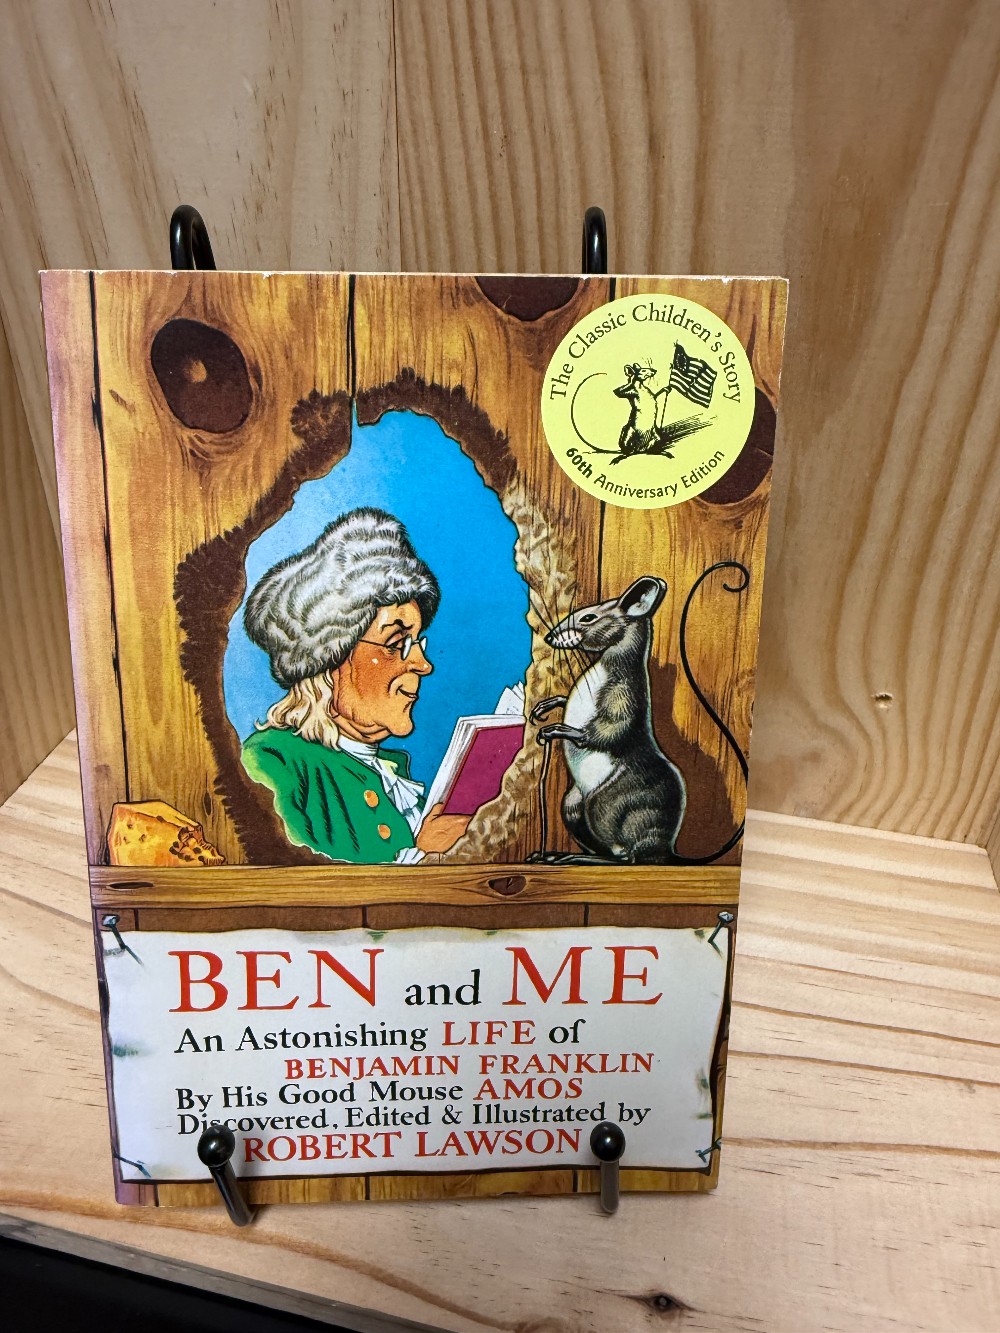 The Classic Children's Story
60th Anniversary Edition
BEN and ME
An Astonishing LIFE of
BENJAMIN FRANKLIN
By His Good Mouse AMOS
Discovered, Edited & Illustrated by
ROBERT LAWSON